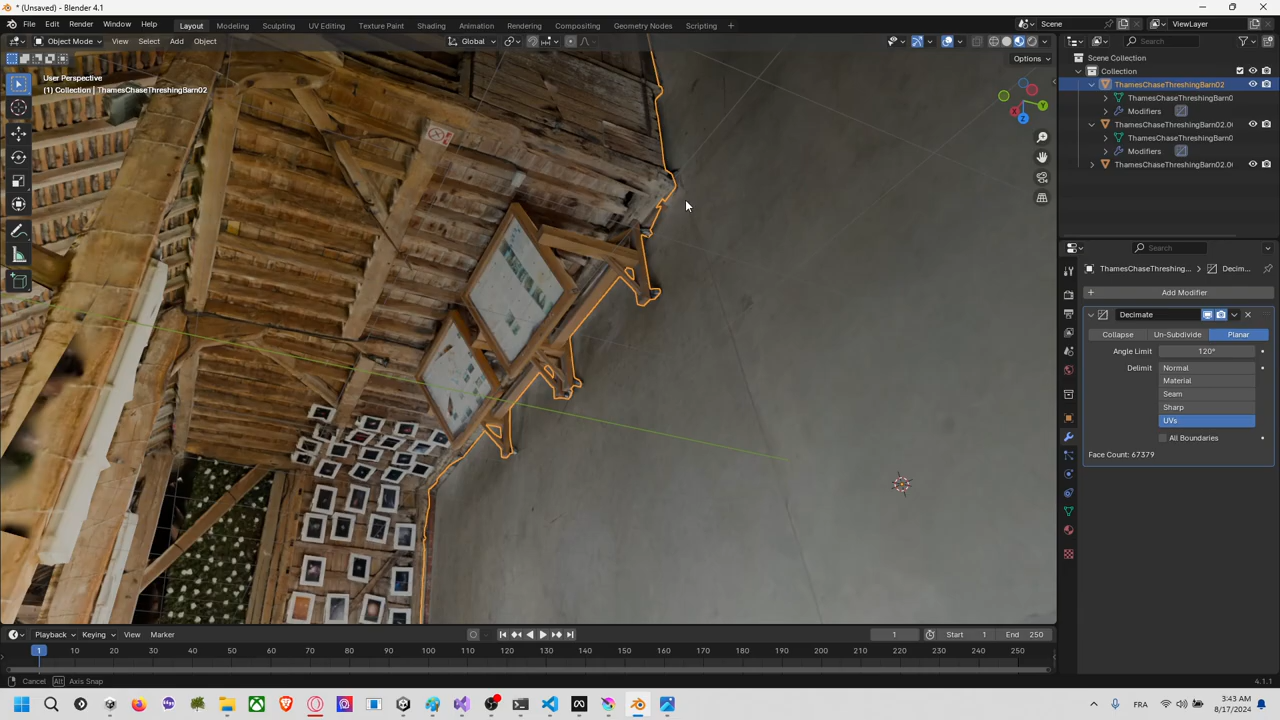 * (Unsaved) - Blender 4.1
File Edit Render Window Help Layout Modeling Sculpting UV Editing Texture Paint Shading Animation Rendering Compositing Geometry Nodes Scripting + Scene ViewLayer
Object Mode View Select Add Object Global Search
Options
User Perspective
(1) Collection | ThamesChaseThreshingBarn02
X Y Z
Scene Collection
Collection
ThamesChaseThreshingBarn02
ThamesChaseThreshingBarn0
Modifiers
ThamesChaseThreshingBarn02.0
ThamesChaseThreshingBarn0
Modifiers
ThamesChaseThreshingBarn02.0
Search
ThamesChaseThreshing... > Decim...
+ Add Modifier
Decimate
Collapse Un-Subdivide Planar
Angle Limit 120°
Delimit Normal
Material
Seam
Sharp
UVs
All Boundaries
Face Count: 67379
Playback Keying View Marker 1 Start 1 End 250
1 10 20 30 40 50 60 70 80 90 100 110 120 130 140 150 160 170 180 190 200 210 220 230 240 250
Cancel Alt Axis Snap 4.1.1
FRA 3:43 AM
8/17/2024